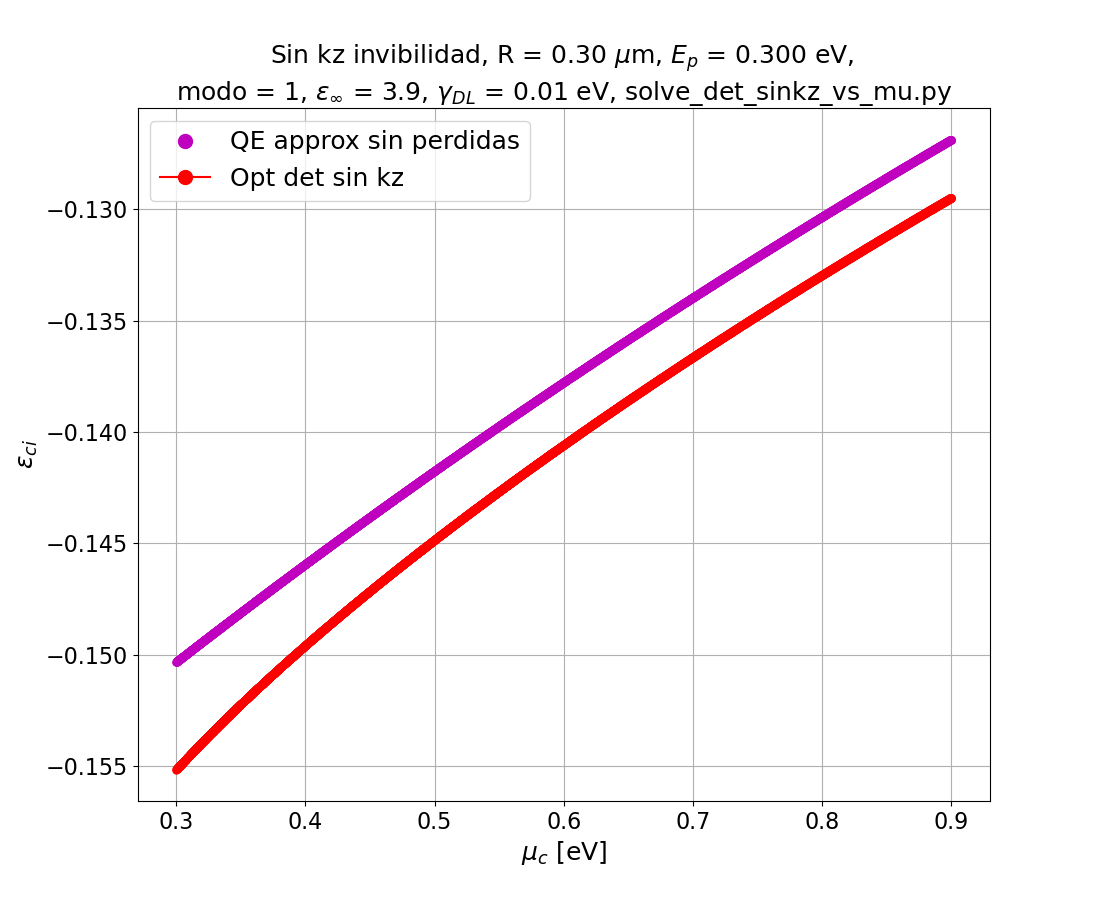 Sin kz invibilidad, R = 0.30 μm, E_p = 0.300 eV,
modo = 1, ε_∞ = 3.9, γ_DL = 0.01 eV, solve_det_sinkz_vs_mu.py
QE approx sin perdidas
Opt det sin kz
−0.130
−0.135
−0.140
−0.145
−0.150
−0.155
ε_ci
0.3 0.4 0.5 0.6 0.7 0.8 0.9
μ_c [eV]